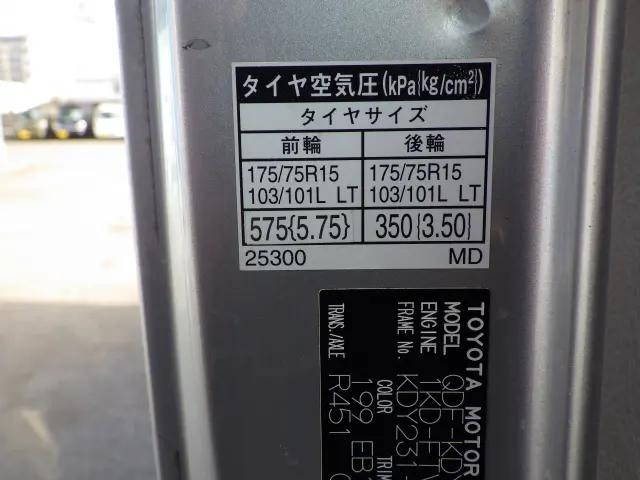 タイヤ空気圧(kPa{kg/cm²})
タイヤサイズ
前輪 後輪
175/75R15 175/75R15
103/101L LT 103/101L LT
575{5.75} 350{3.50}
25300 MD
TOYOTA MOTOR
MODEL QDF-KDY
ENGINE 1KD-FTV
FRAME No. KDY231-
COLOR TRIM
199 EB
TRANS./AXLE R451